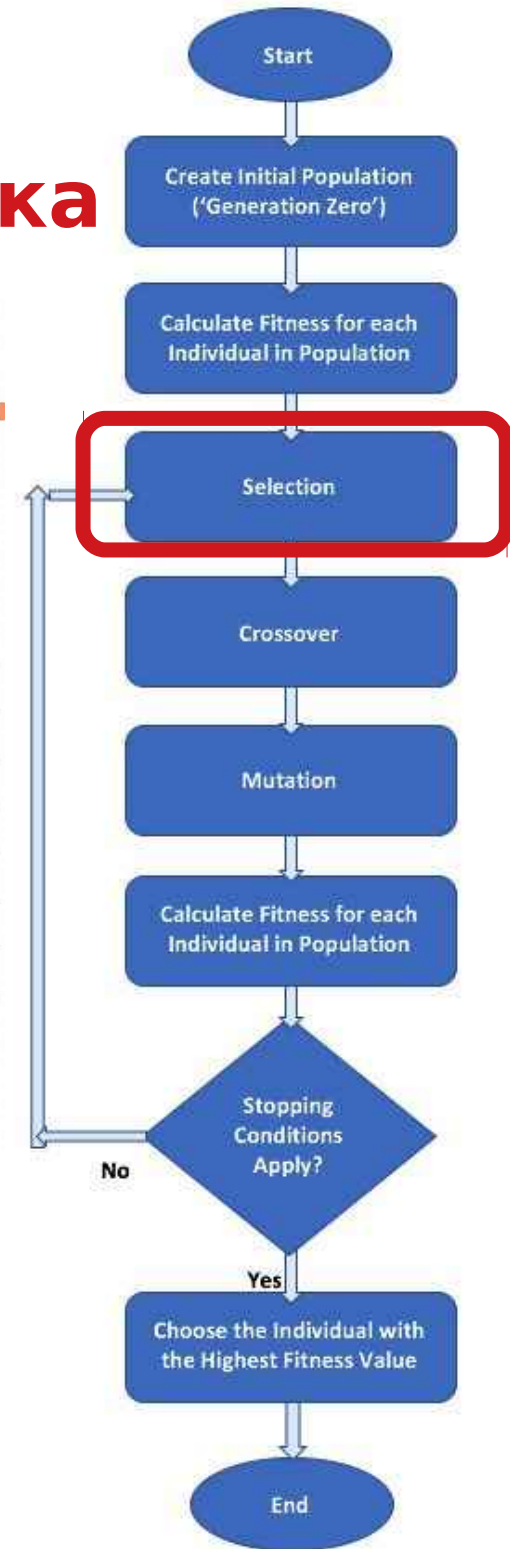 Start
ка
Create Initial Population
(‘Generation Zero’)
Calculate Fitness for each
Individual in Population
Selection
Crossover
Mutation
Calculate Fitness for each
Individual in Population
Stopping
Conditions
Apply?
No
Yes
Choose the Individual with
the Highest Fitness Value
End